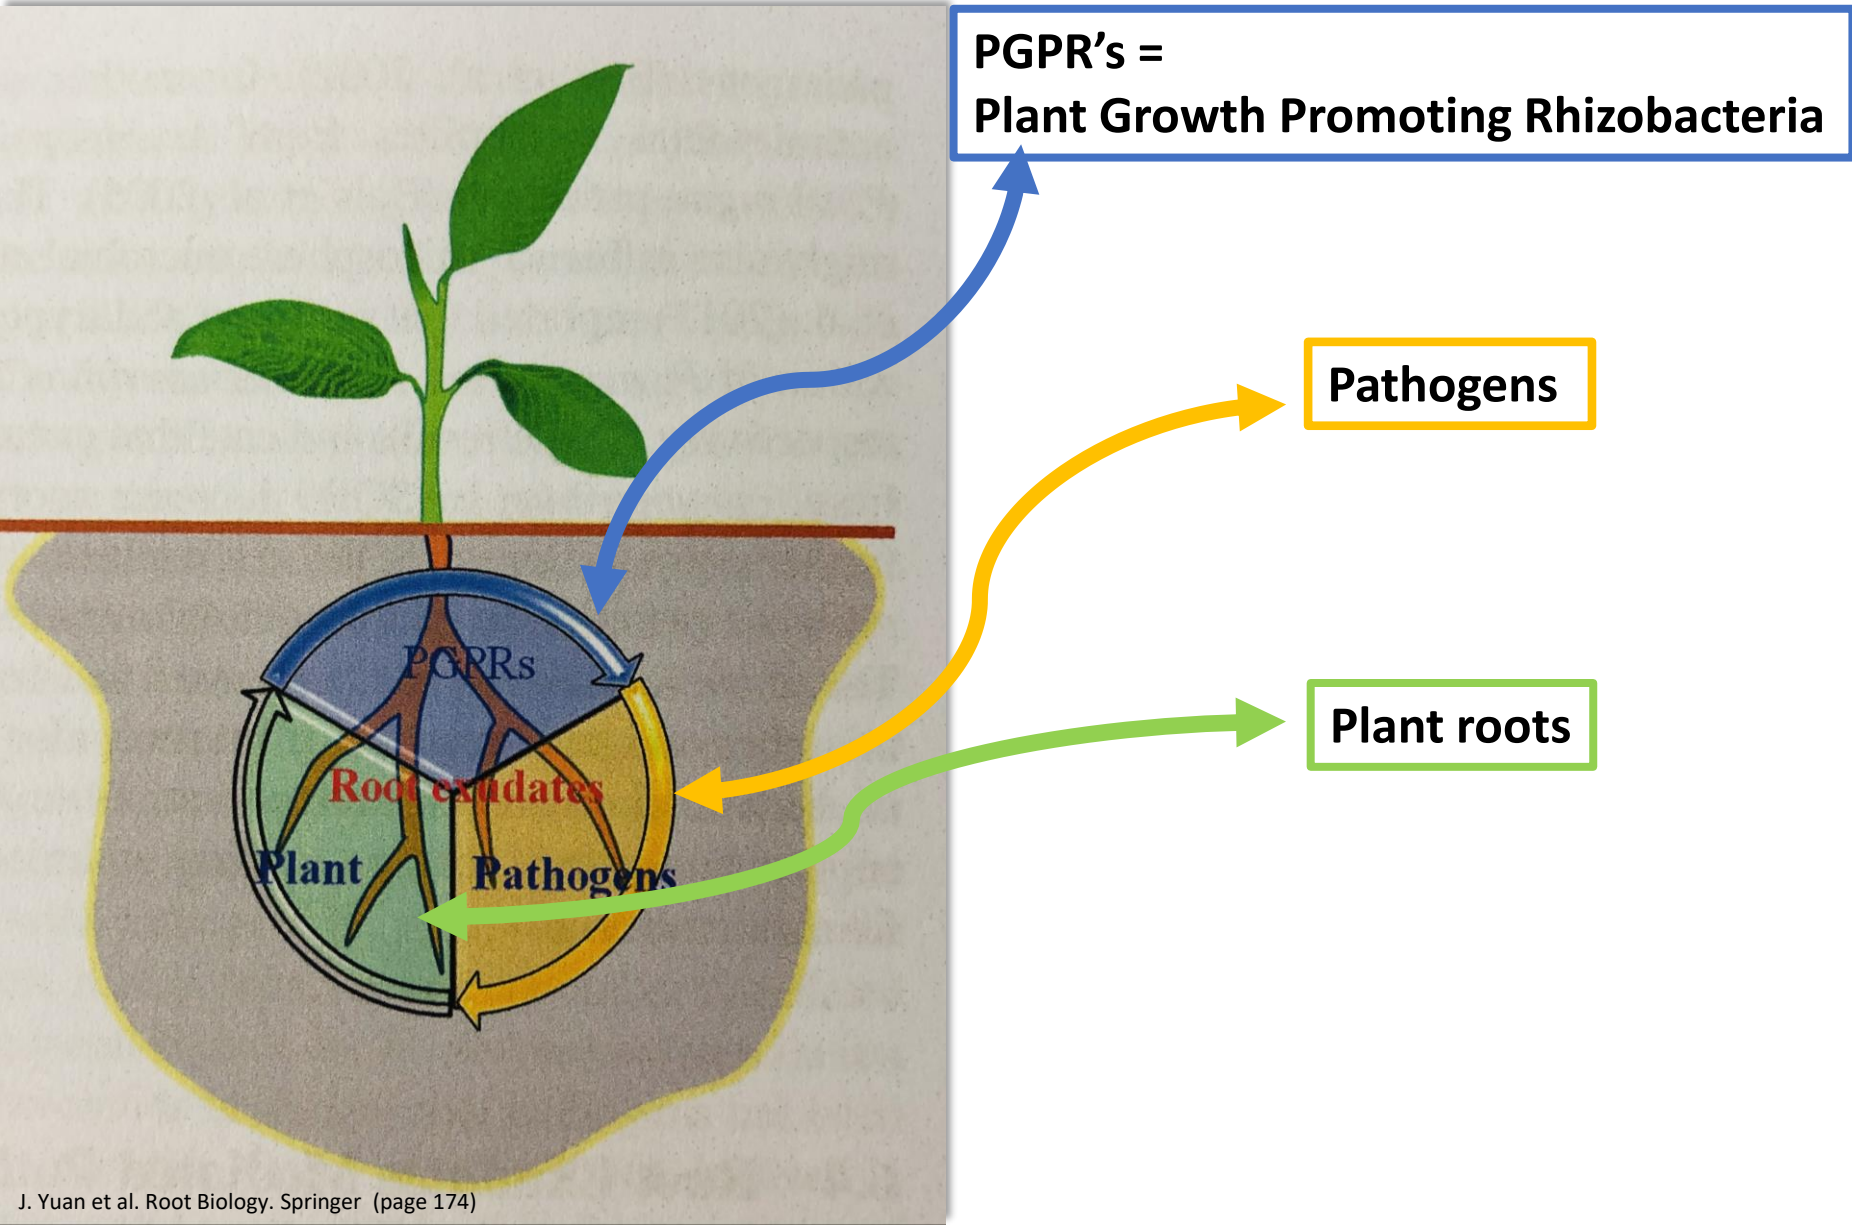 PGPR’s =
Plant Growth Promoting Rhizobacteria
Pathogens
Plant roots
PGPRs
Root exudates
Plant
Pathogens
J. Yuan et al. Root Biology. Springer (page 174)